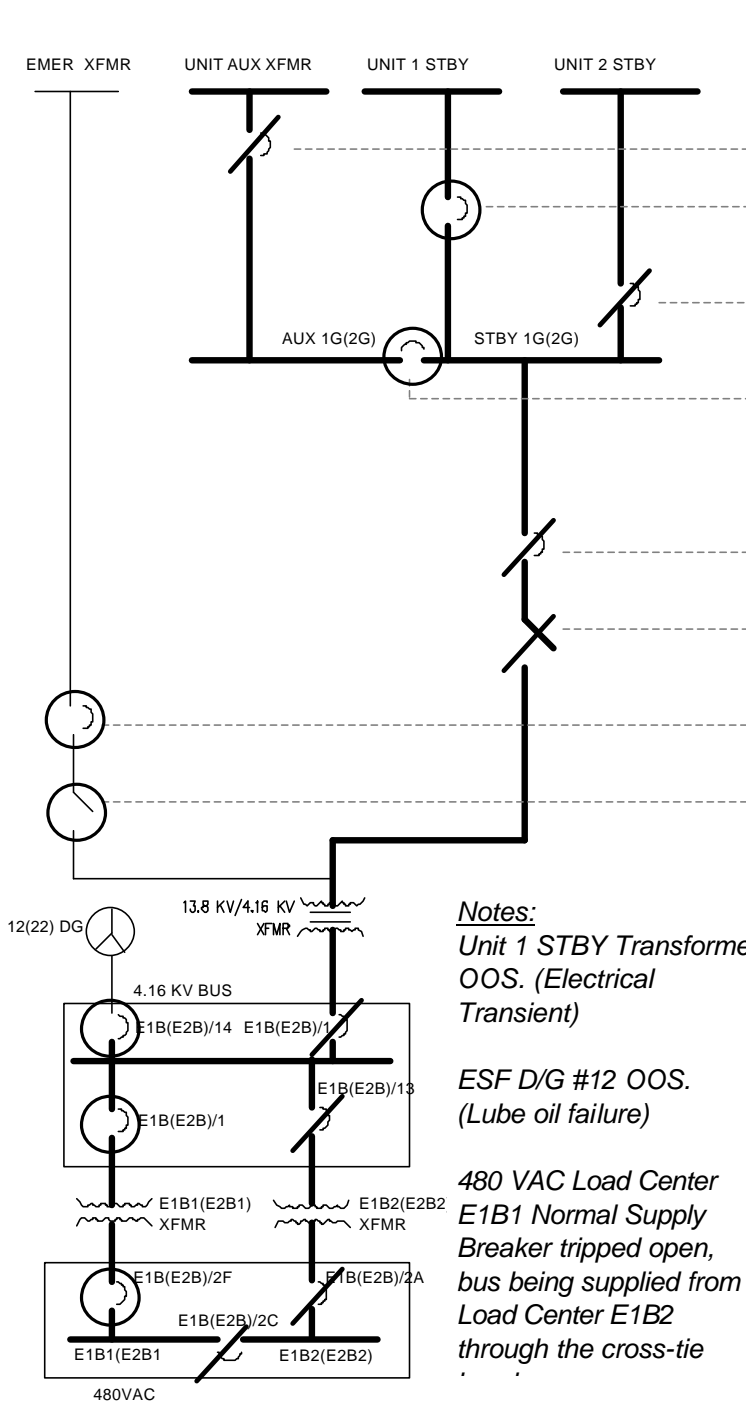 EMER XFMR
UNIT AUX XFMR
UNIT 1 STBY
UNIT 2 STBY
AUX 1G(2G)
STBY 1G(2G)
13.8 KV/4.16 KV
XFMR
12(22) DG
4.16 KV BUS
E1B(E2B)/14
E1B(E2B)/1
E1B(E2B)/13
E1B(E2B)/1
E1B1(E2B1)
XFMR
E1B2(E2B2
XFMR
E1B(E2B)/2F
E1B(E2B)/2A
E1B(E2B)/2C
E1B1(E2B1
E1B2(E2B2)
480VAC
Notes:
Unit 1 STBY Transforme
OOS. (Electrical
Transient)
ESF D/G #12 OOS.
(Lube oil failure)
480 VAC Load Center
E1B1 Normal Supply
Breaker tripped open,
bus being supplied from
Load Center E1B2
through the cross-tie